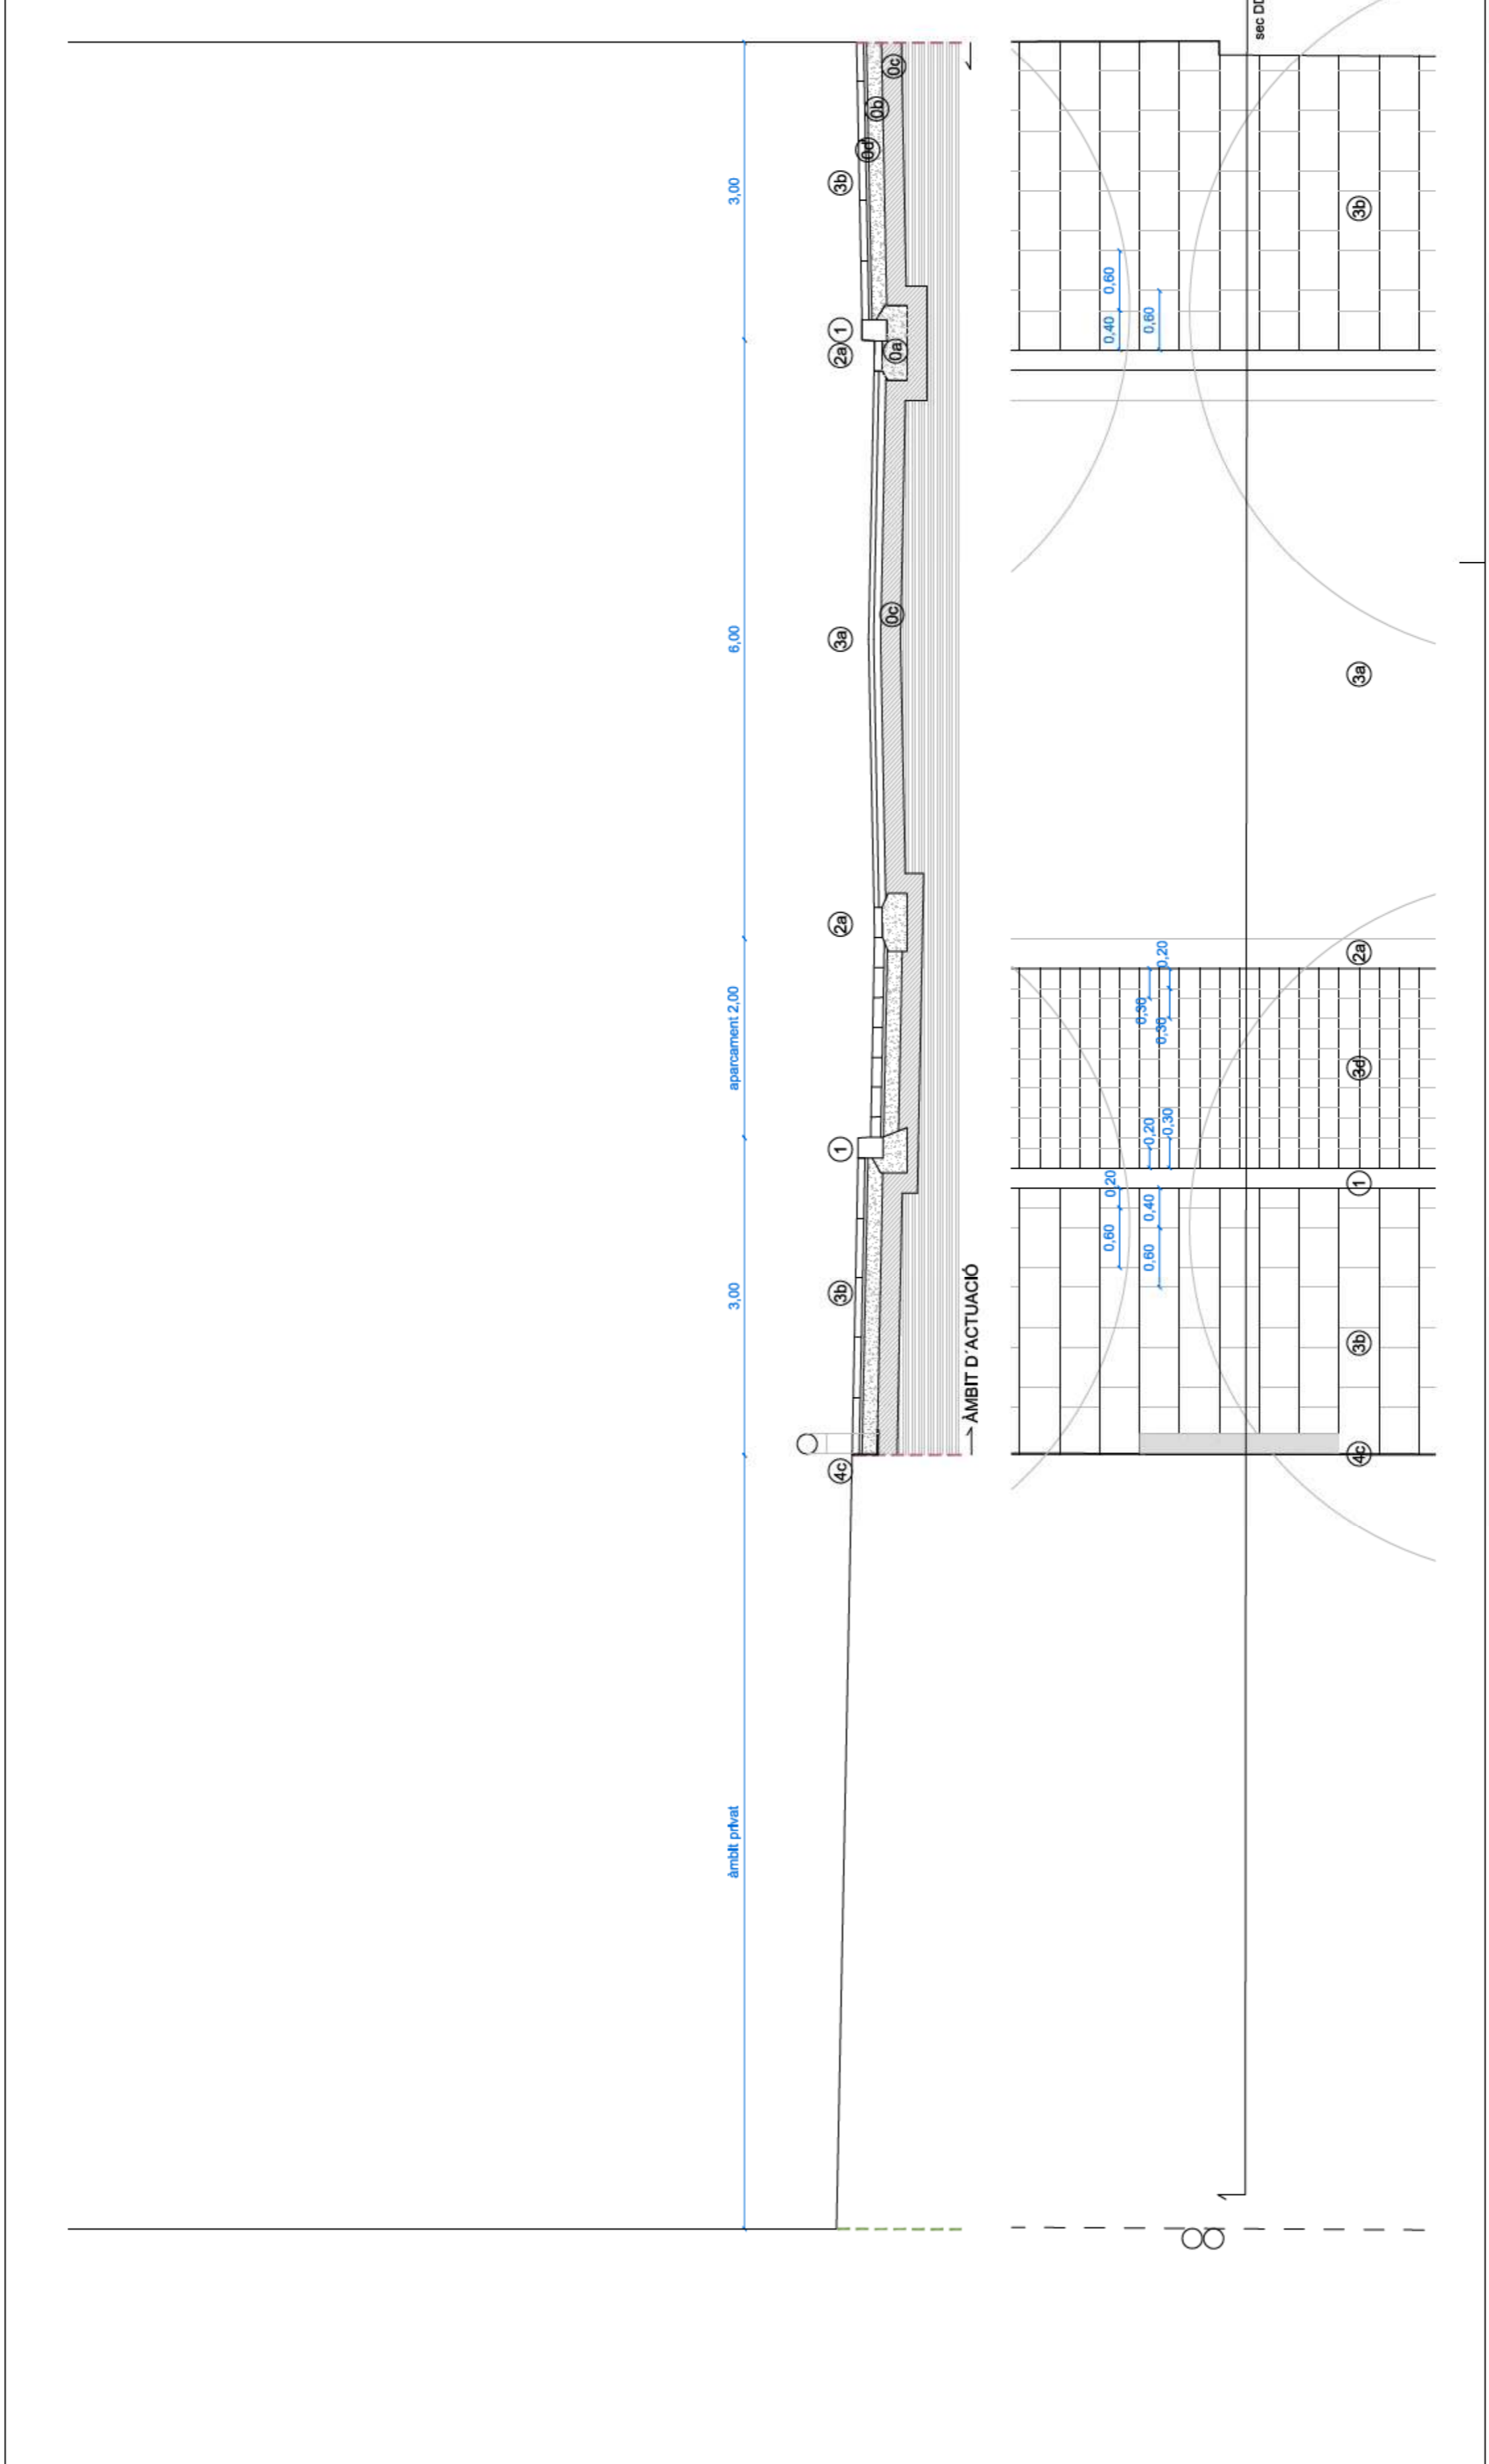 àmbit privat
3,00
aparcament 2,00
6,00
3,00
4c
3b
1
2a
3a
2a
1
3b
0d
0b
0c
0a
0c
ÀMBIT D´ACTUACIÓ
0,60
0,20
0,40
0,60
0,60
0,40
0,20
0,30
0,60
0,30
0,30
0,20
sec DD
4c
3b
1
3d
2a
3a
3b